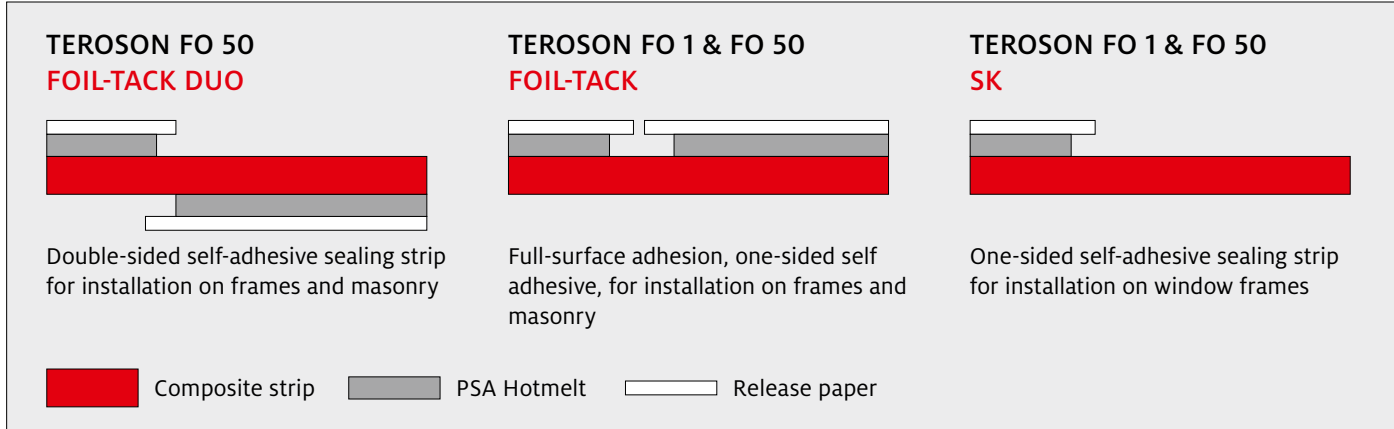 TEROSON FO 50
FOIL-TACK DUO
Double-sided self-adhesive sealing strip
for installation on frames and masonry
TEROSON FO 1 & FO 50
FOIL-TACK
Full-surface adhesion, one-sided self
adhesive, for installation on frames and
masonry
TEROSON FO 1 & FO 50
SK
One-sided self-adhesive sealing strip
for installation on window frames
Composite strip
PSA Hotmelt
Release paper